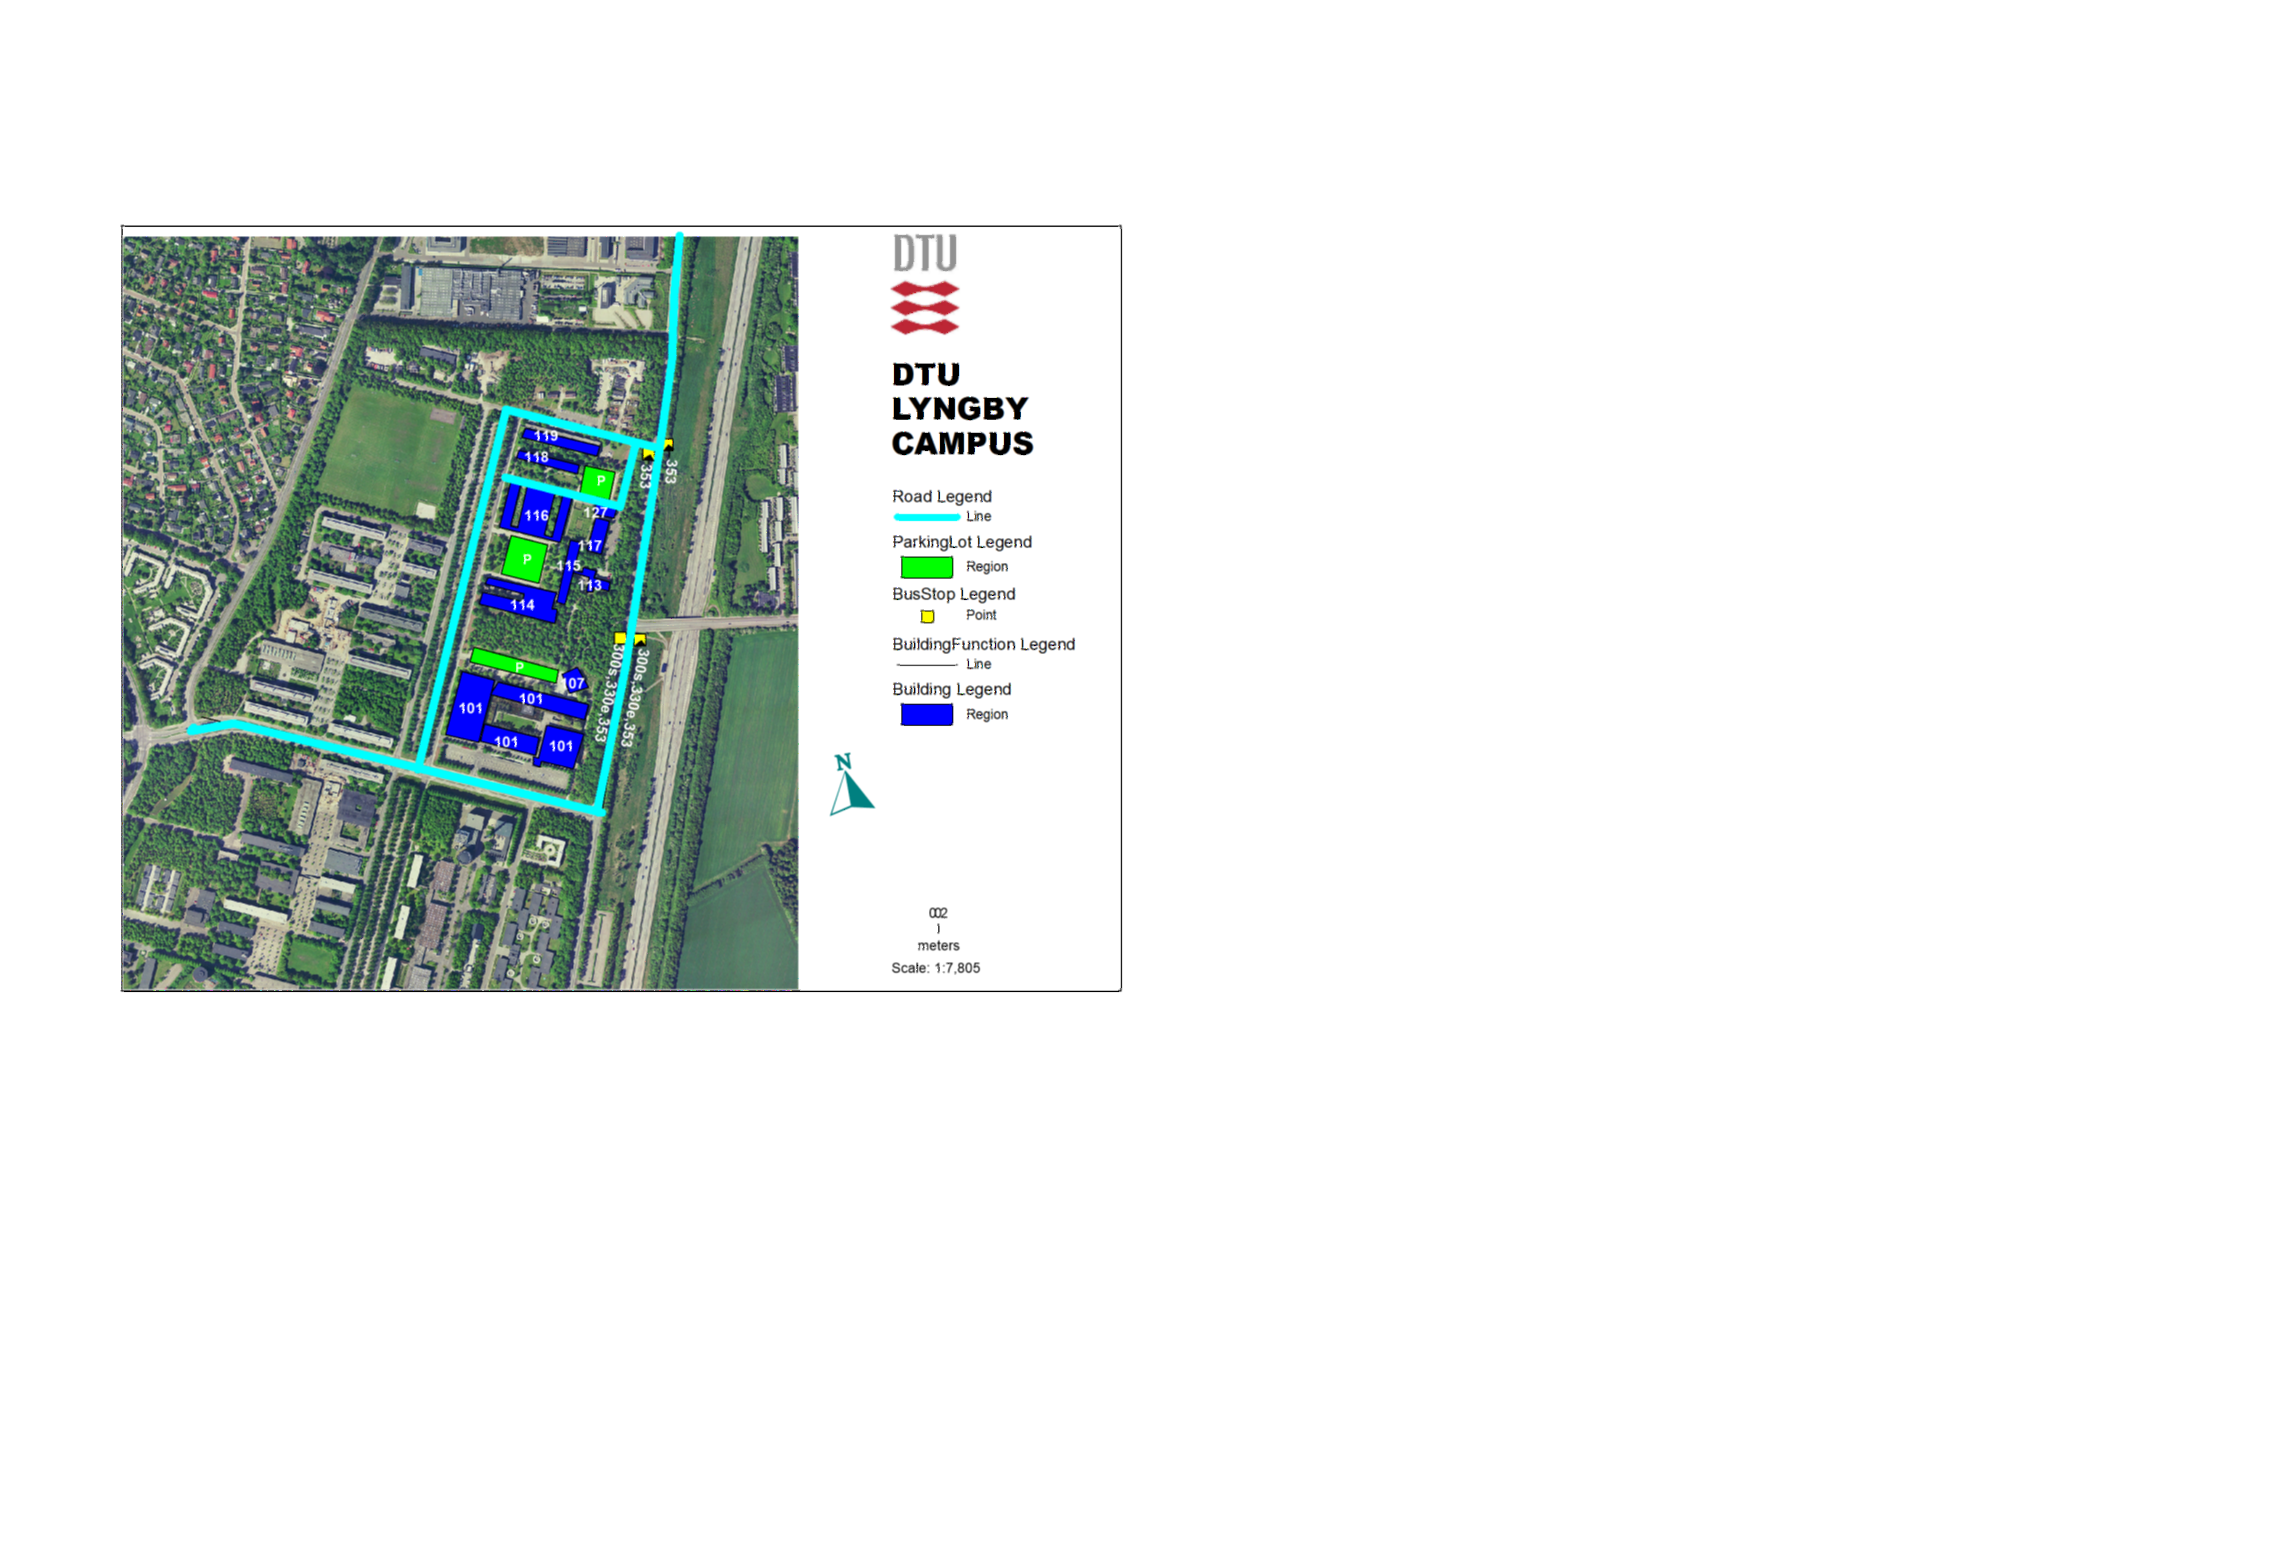 DTU
DTU
LYNGBY
CAMPUS
Road Legend
Line
ParkingLot Legend
Region
BusStop Legend
Point
BuildingFunction Legend
Line
Building Legend
Region
N
002
)
meters
Scale: 1:7,805
119
118
P
353
353
127
116
117
P
115
113
114
300s,330e,353
300s,330e,353
P
107
101
101
101
101